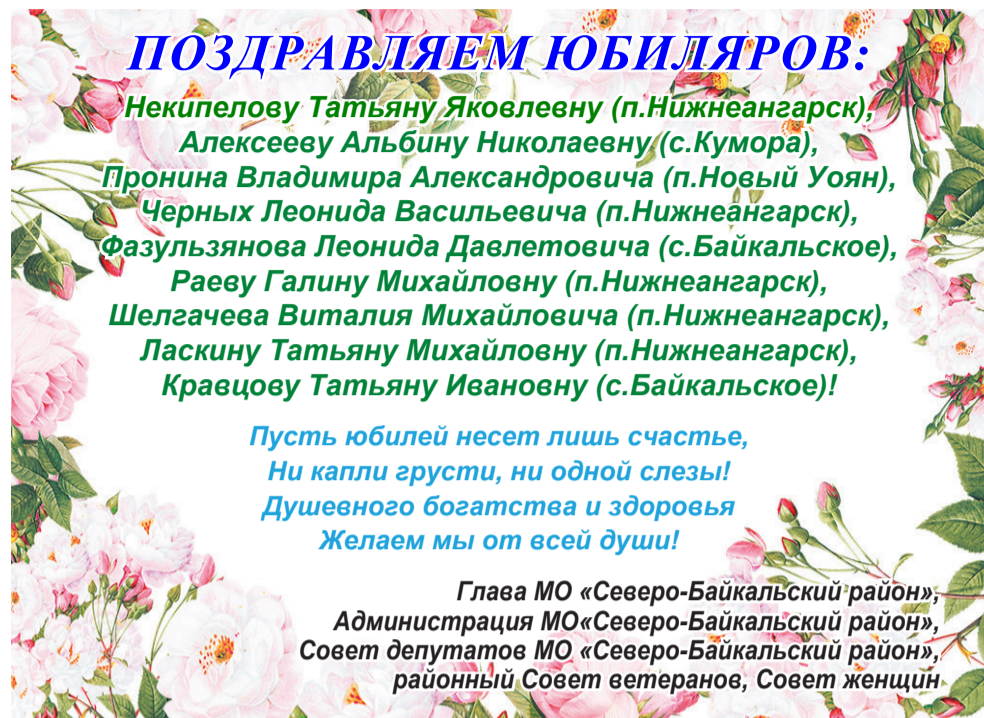 ПОЗДРАВЛЯЕМ ЮБИЛЯРОВ:
Некипелову Татьяну Яковлевну (п.Нижнеангарск),
Алексееву Альбину Николаевну (с.Кумора),
Пронина Владимира Александровича (п.Новый Уоян),
Черных Леонида Васильевича (п.Нижнеангарск),
Фазульзянова Леонида Давлетовича (с.Байкальское),
Раеву Галину Михайловну (п.Нижнеангарск),
Шелгачева Виталия Михайловича (п.Нижнеангарск),
Ласкину Татьяну Михайловну (п.Нижнеангарск),
Кравцову Татьяну Ивановну (с.Байкальское)!
Пусть юбилей несет лишь счастье,
Ни капли грусти, ни одной слезы!
Душевного богатства и здоровья
Желаем мы от всей души!
Глава МО «Северо-Байкальский район»,
Администрация МО«Северо-Байкальский район»,
Совет депутатов МО «Северо-Байкальский район»,
районный Совет ветеранов, Совет женщин